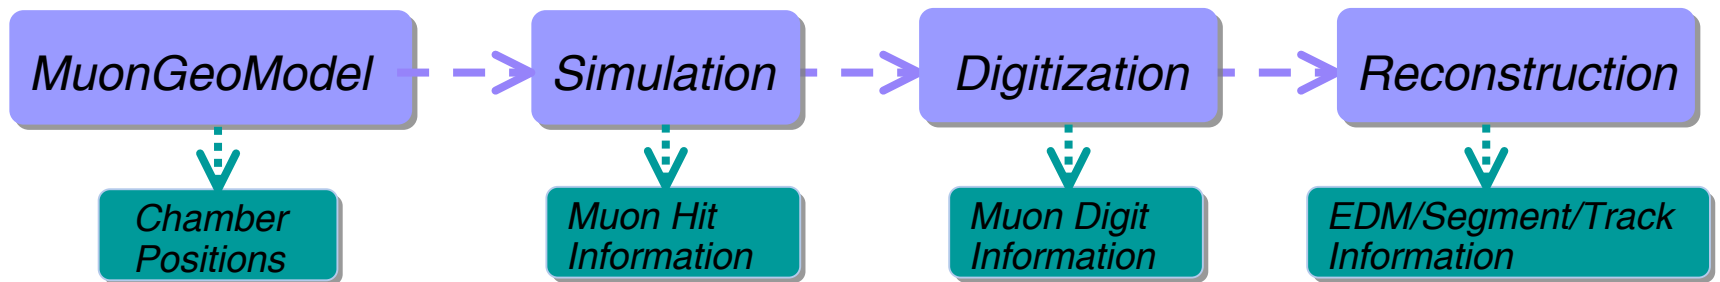 MuonGeoModel
Simulation
Digitization
Reconstruction
Chamber
Positions
Muon Hit
Information
Muon Digit
Information
EDM/Segment/Track
Information